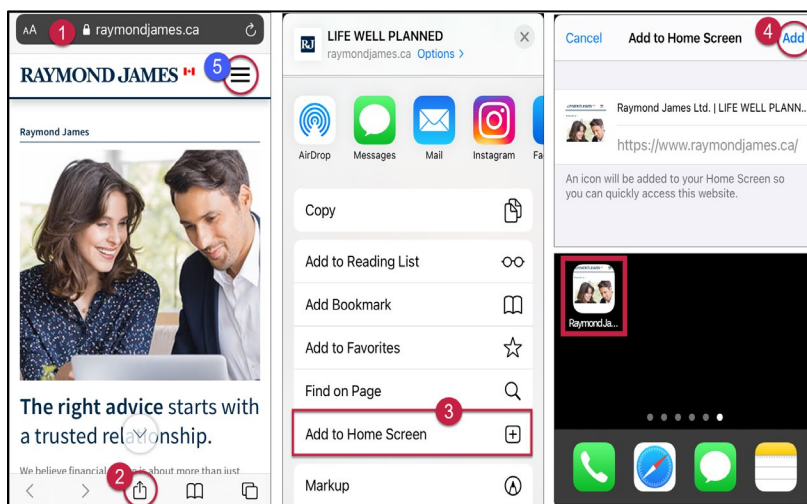 AA
1
raymondjames.ca
RAYMOND JAMES
5
Raymond James
The right advice starts with
a trusted relationship.
We believe financial is about more than just
2
RJ
LIFE WELL PLANNED
raymondjames.ca Options >
AirDrop
Messages
Mail
Instagram
Fa
Copy
Add to Reading List
Add Bookmark
Add to Favorites
Find on Page
3
Add to Home Screen
Markup
Cancel
Add to Home Screen
4
Add
Raymond James Ltd. | LIFE WELL PLANN...
https://www.raymondjames.ca/
An icon will be added to your Home Screen so
you can quickly access this website.
RaymondJa...